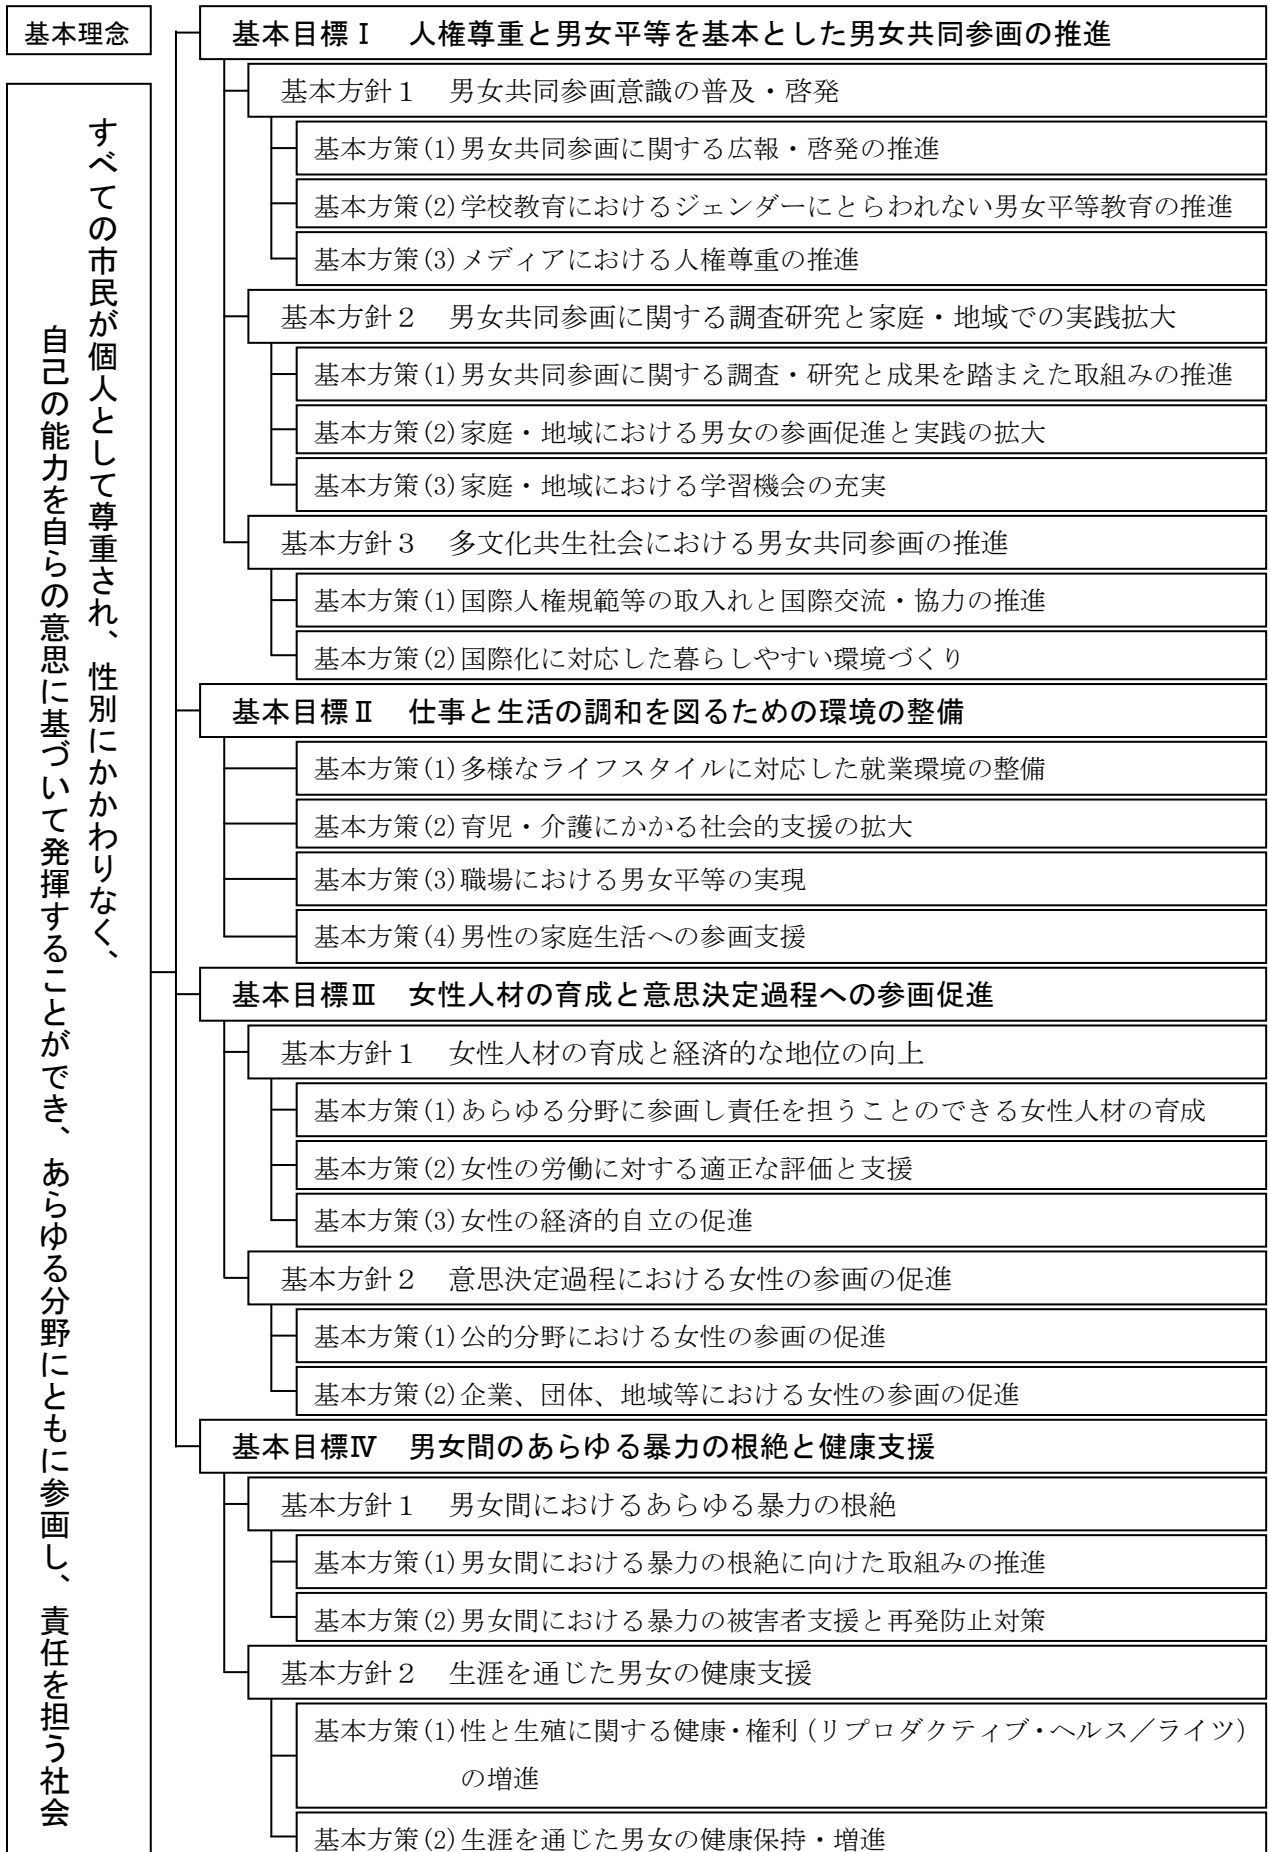 基本理念
すべての市民が個人として尊重され、性別にかかわりなく、
自己の能力を自らの意思に基づいて発揮することができ、あらゆる分野にともに参画し、責任を担う社会
基本目標Ⅰ　人権尊重と男女平等を基本とした男女共同参画の推進
基本方針１　男女共同参画意識の普及・啓発
基本方策(1)男女共同参画に関する広報・啓発の推進
基本方策(2)学校教育におけるジェンダーにとらわれない男女平等教育の推進
基本方策(3)メディアにおける人権尊重の推進
基本方針２　男女共同参画に関する調査研究と家庭・地域での実践拡大
基本方策(1)男女共同参画に関する調査・研究と成果を踏まえた取組みの推進
基本方策(2)家庭・地域における男女の参画促進と実践の拡大
基本方策(3)家庭・地域における学習機会の充実
基本方針３　多文化共生社会における男女共同参画の推進
基本方策(1)国際人権規範等の取入れと国際交流・協力の推進
基本方策(2)国際化に対応した暮らしやすい環境づくり
基本目標Ⅱ　仕事と生活の調和を図るための環境の整備
基本方策(1)多様なライフスタイルに対応した就業環境の整備
基本方策(2)育児・介護にかかる社会的支援の拡大
基本方策(3)職場における男女平等の実現
基本方策(4)男性の家庭生活への参画支援
基本目標Ⅲ　女性人材の育成と意思決定過程への参画促進
基本方針１　女性人材の育成と経済的な地位の向上
基本方策(1)あらゆる分野に参画し責任を担うことのできる女性人材の育成
基本方策(2)女性の労働に対する適正な評価と支援
基本方策(3)女性の経済的自立の促進
基本方針２　意思決定過程における女性の参画の促進
基本方策(1)公的分野における女性の参画の促進
基本方策(2)企業、団体、地域等における女性の参画の促進
基本目標Ⅳ　男女間のあらゆる暴力の根絶と健康支援
基本方針１　男女間におけるあらゆる暴力の根絶
基本方策(1)男女間における暴力の根絶に向けた取組みの推進
基本方策(2)男女間における暴力の被害者支援と再発防止対策
基本方針２　生涯を通じた男女の健康支援
基本方策(1)性と生殖に関する健康・権利（リプロダクティブ・ヘルス／ライツ）
の増進
基本方策(2)生涯を通じた男女の健康保持・増進